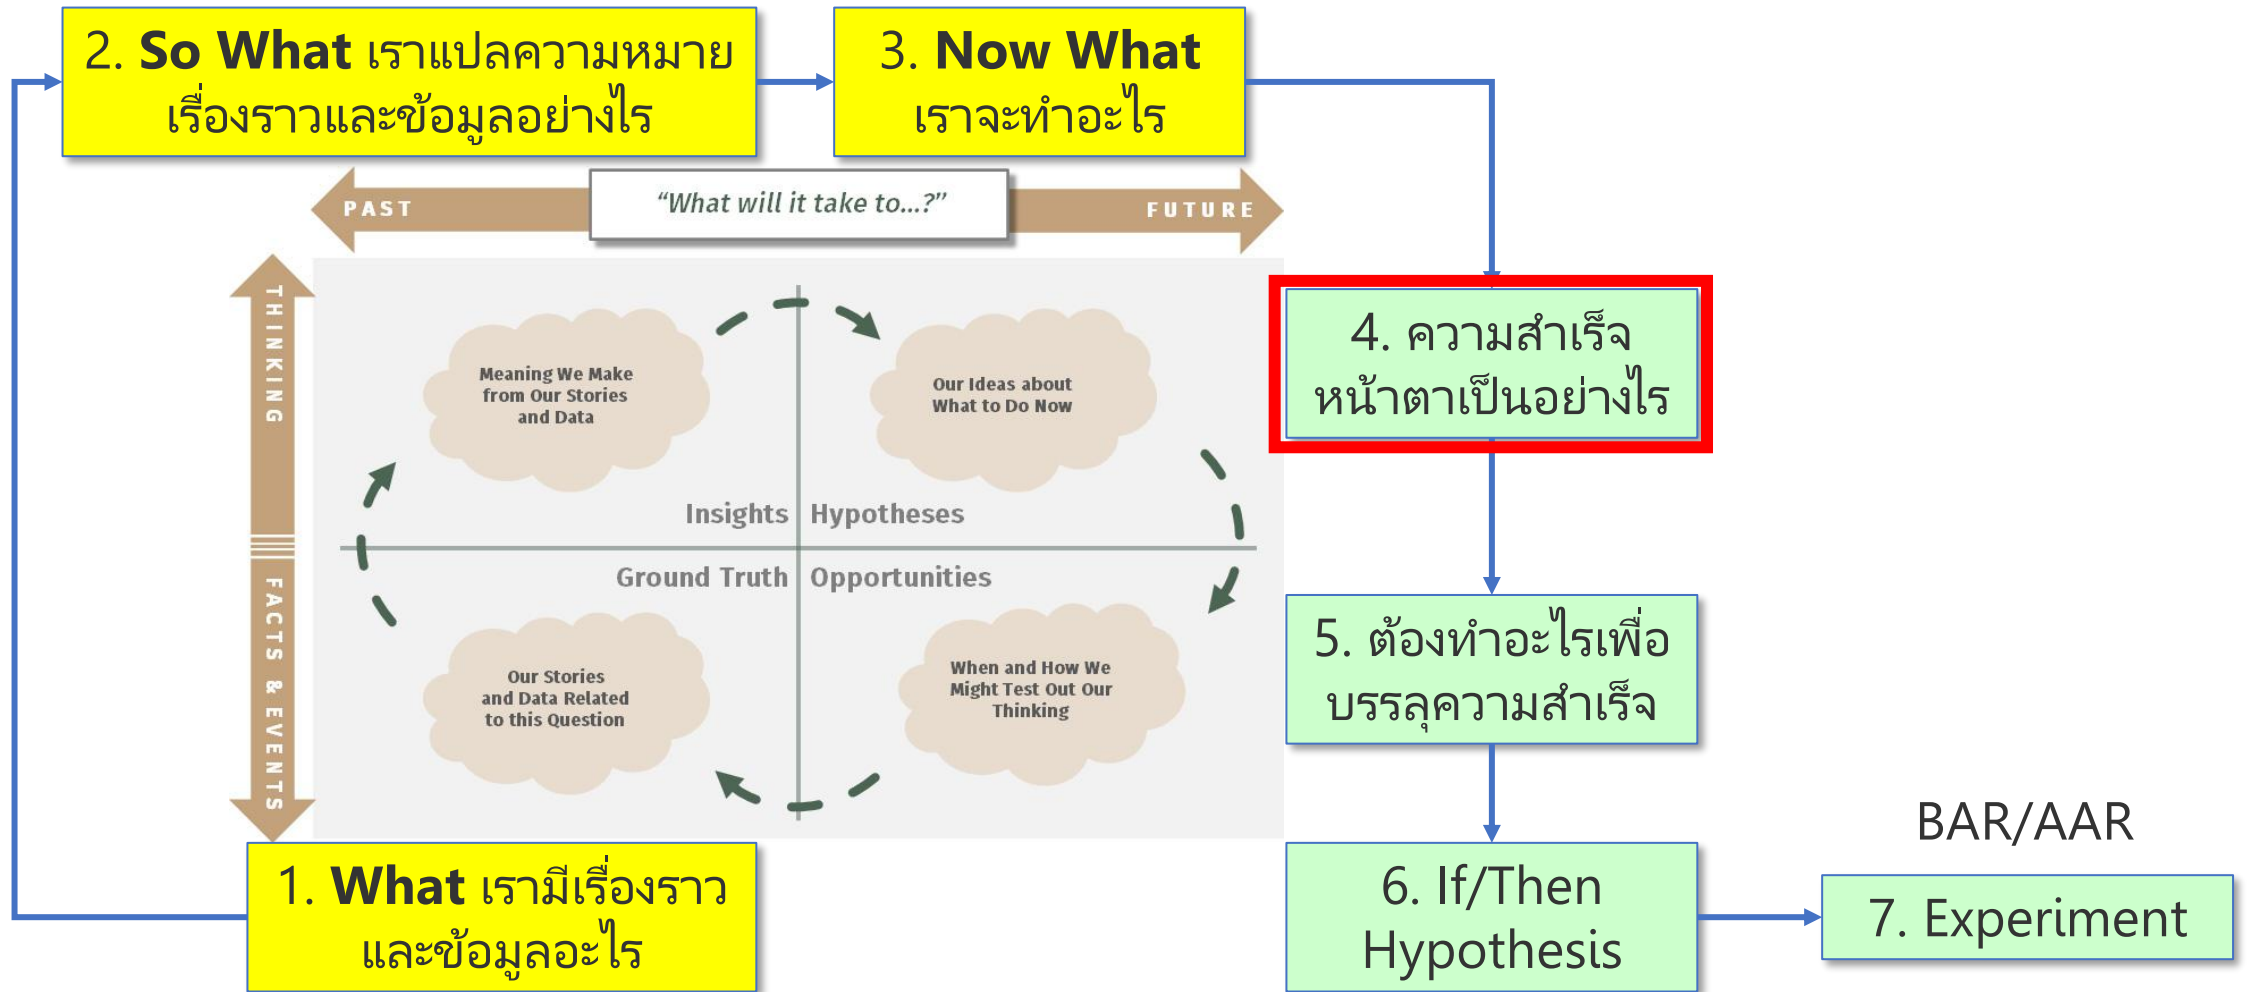 2. So What เราแปลความหมาย
เรื่องราวและข้อมูลอย่างไร
3. Now What
เราจะทำอะไร
PAST
"What will it take to...?"
FUTURE
THINKING
FACTS & EVENTS
Meaning We Make
from Our Stories
and Data
Our Ideas about
What to Do Now
Insights
Hypotheses
Ground Truth
Opportunities
Our Stories
and Data Related
to this Question
When and How We
Might Test Out Our
Thinking
4. ความสำเร็จ
หน้าตาเป็นอย่างไร
5. ต้องทำอะไรเพื่อ
บรรลุความสำเร็จ
1. What เรามีเรื่องราว
และข้อมูลอะไร
6. If/Then
Hypothesis
BAR/AAR
7. Experiment